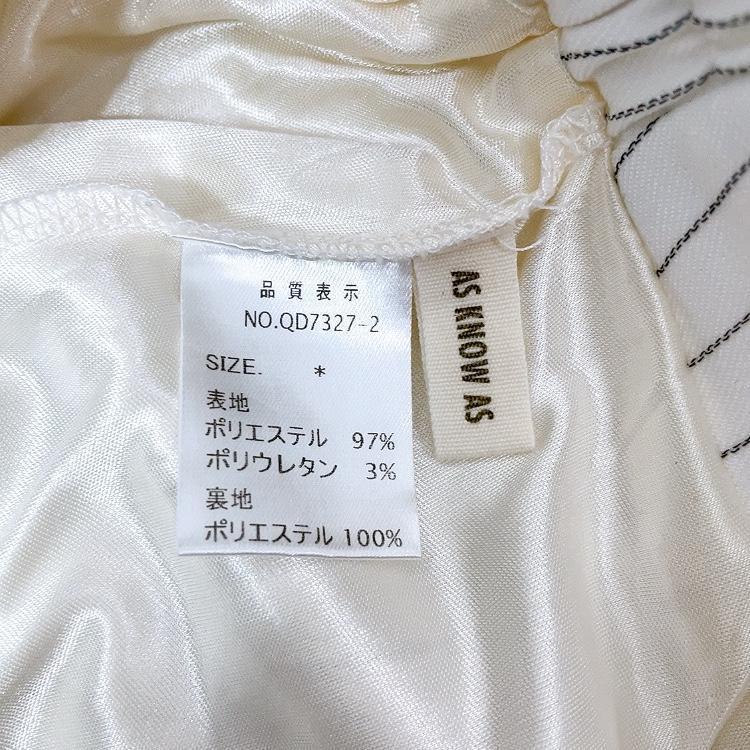 品質表示
NO.QD7327-2
SIZE. *
表地
ポリエステル 97%
ポリウレタン 3%
裏地
ポリエステル 100%
AS KNOW AS